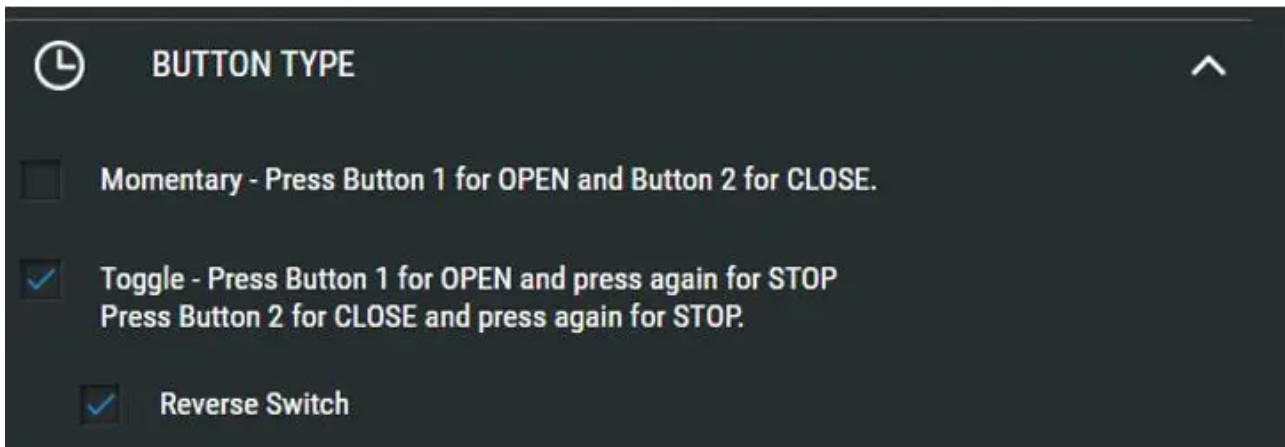 BUTTON TYPE
Momentary - Press Button 1 for OPEN and Button 2 for CLOSE.
Toggle - Press Button 1 for OPEN and press again for STOP
Press Button 2 for CLOSE and press again for STOP.
Reverse Switch